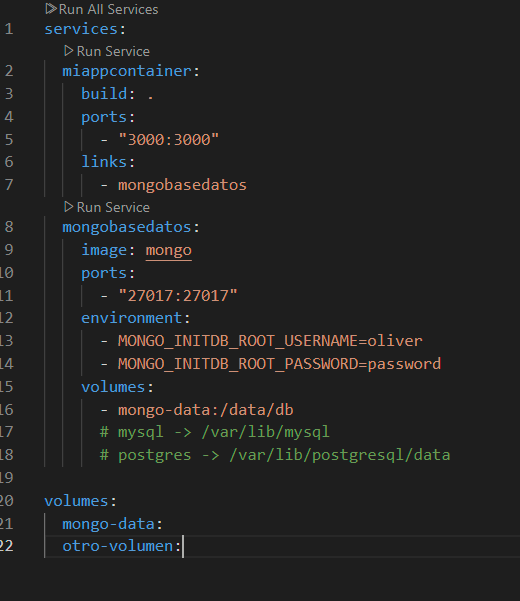 Run All Services
1 services:
Run Service
2 miappcontainer:
3 build: .
4 ports:
5 - "3000:3000"
6 links:
7 - mongobasedatos
Run Service
8 mongobasedatos:
9 image: mongo
10 ports:
11 - "27017:27017"
12 environment:
13 - MONGO_INITDB_ROOT_USERNAME=oliver
14 - MONGO_INITDB_ROOT_PASSWORD=password
15 volumes:
16 - mongo-data:/data/db
17 # mysql -> /var/lib/mysql
18 # postgres -> /var/lib/postgresql/data
19
20 volumes:
21 mongo-data:
22 otro-volumen: